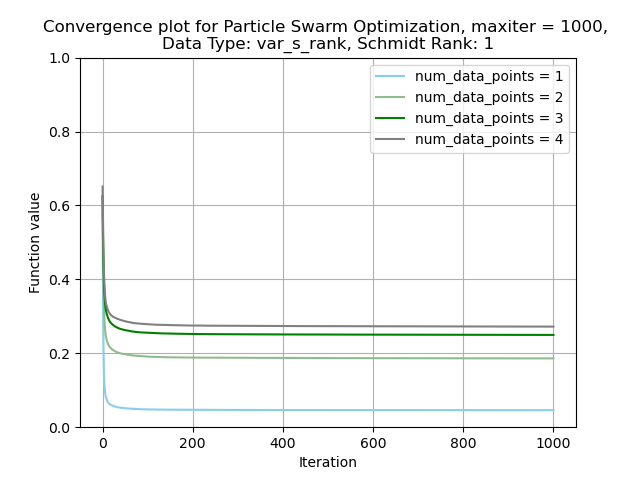 Convergence plot for Particle Swarm Optimization, maxiter = 1000,
Data Type: var_s_rank, Schmidt Rank: 1
num_data_points = 1
num_data_points = 2
num_data_points = 3
num_data_points = 4
Function value
1.0
0.8
0.6
0.4
0.2
0.0
0 200 400 600 800 1000
Iteration